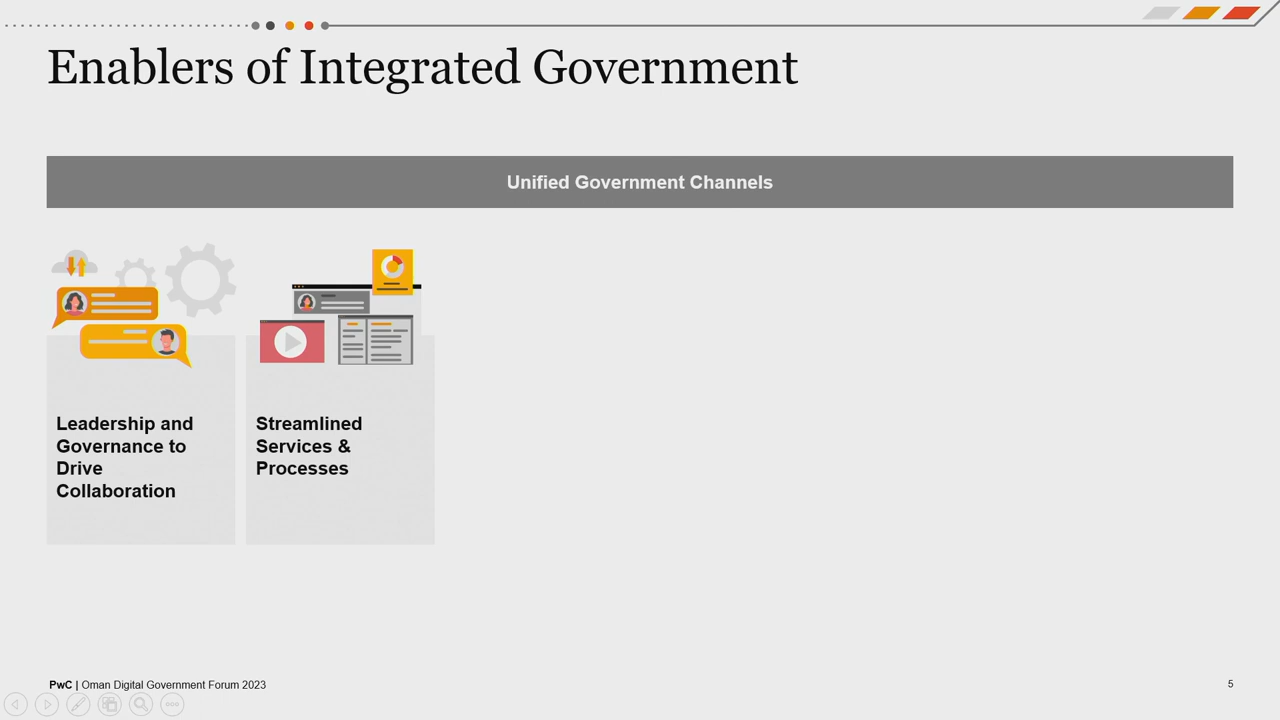 Enablers of Integrated Government
Unified Government Channels
Leadership and
Governance to
Drive
Collaboration
Streamlined
Services &
Processes
PwC | Oman Digital Government Forum 2023
5